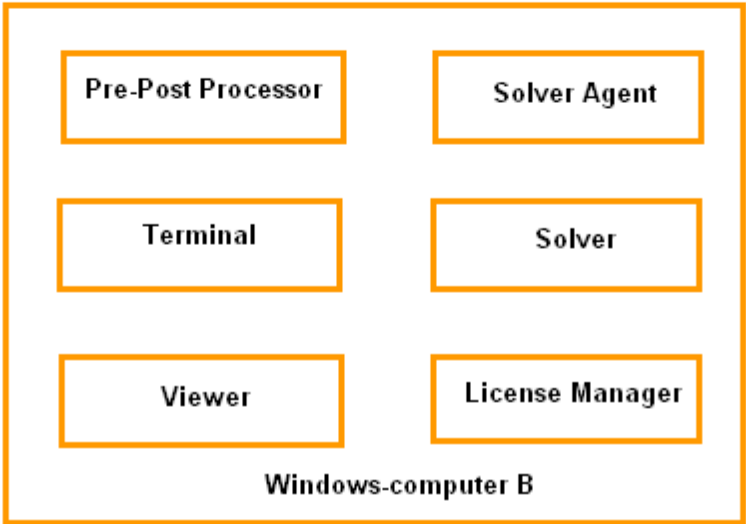 Pre-Post Processor
Solver Agent
Terminal
Solver
Viewer
License Manager
Windows-computer B